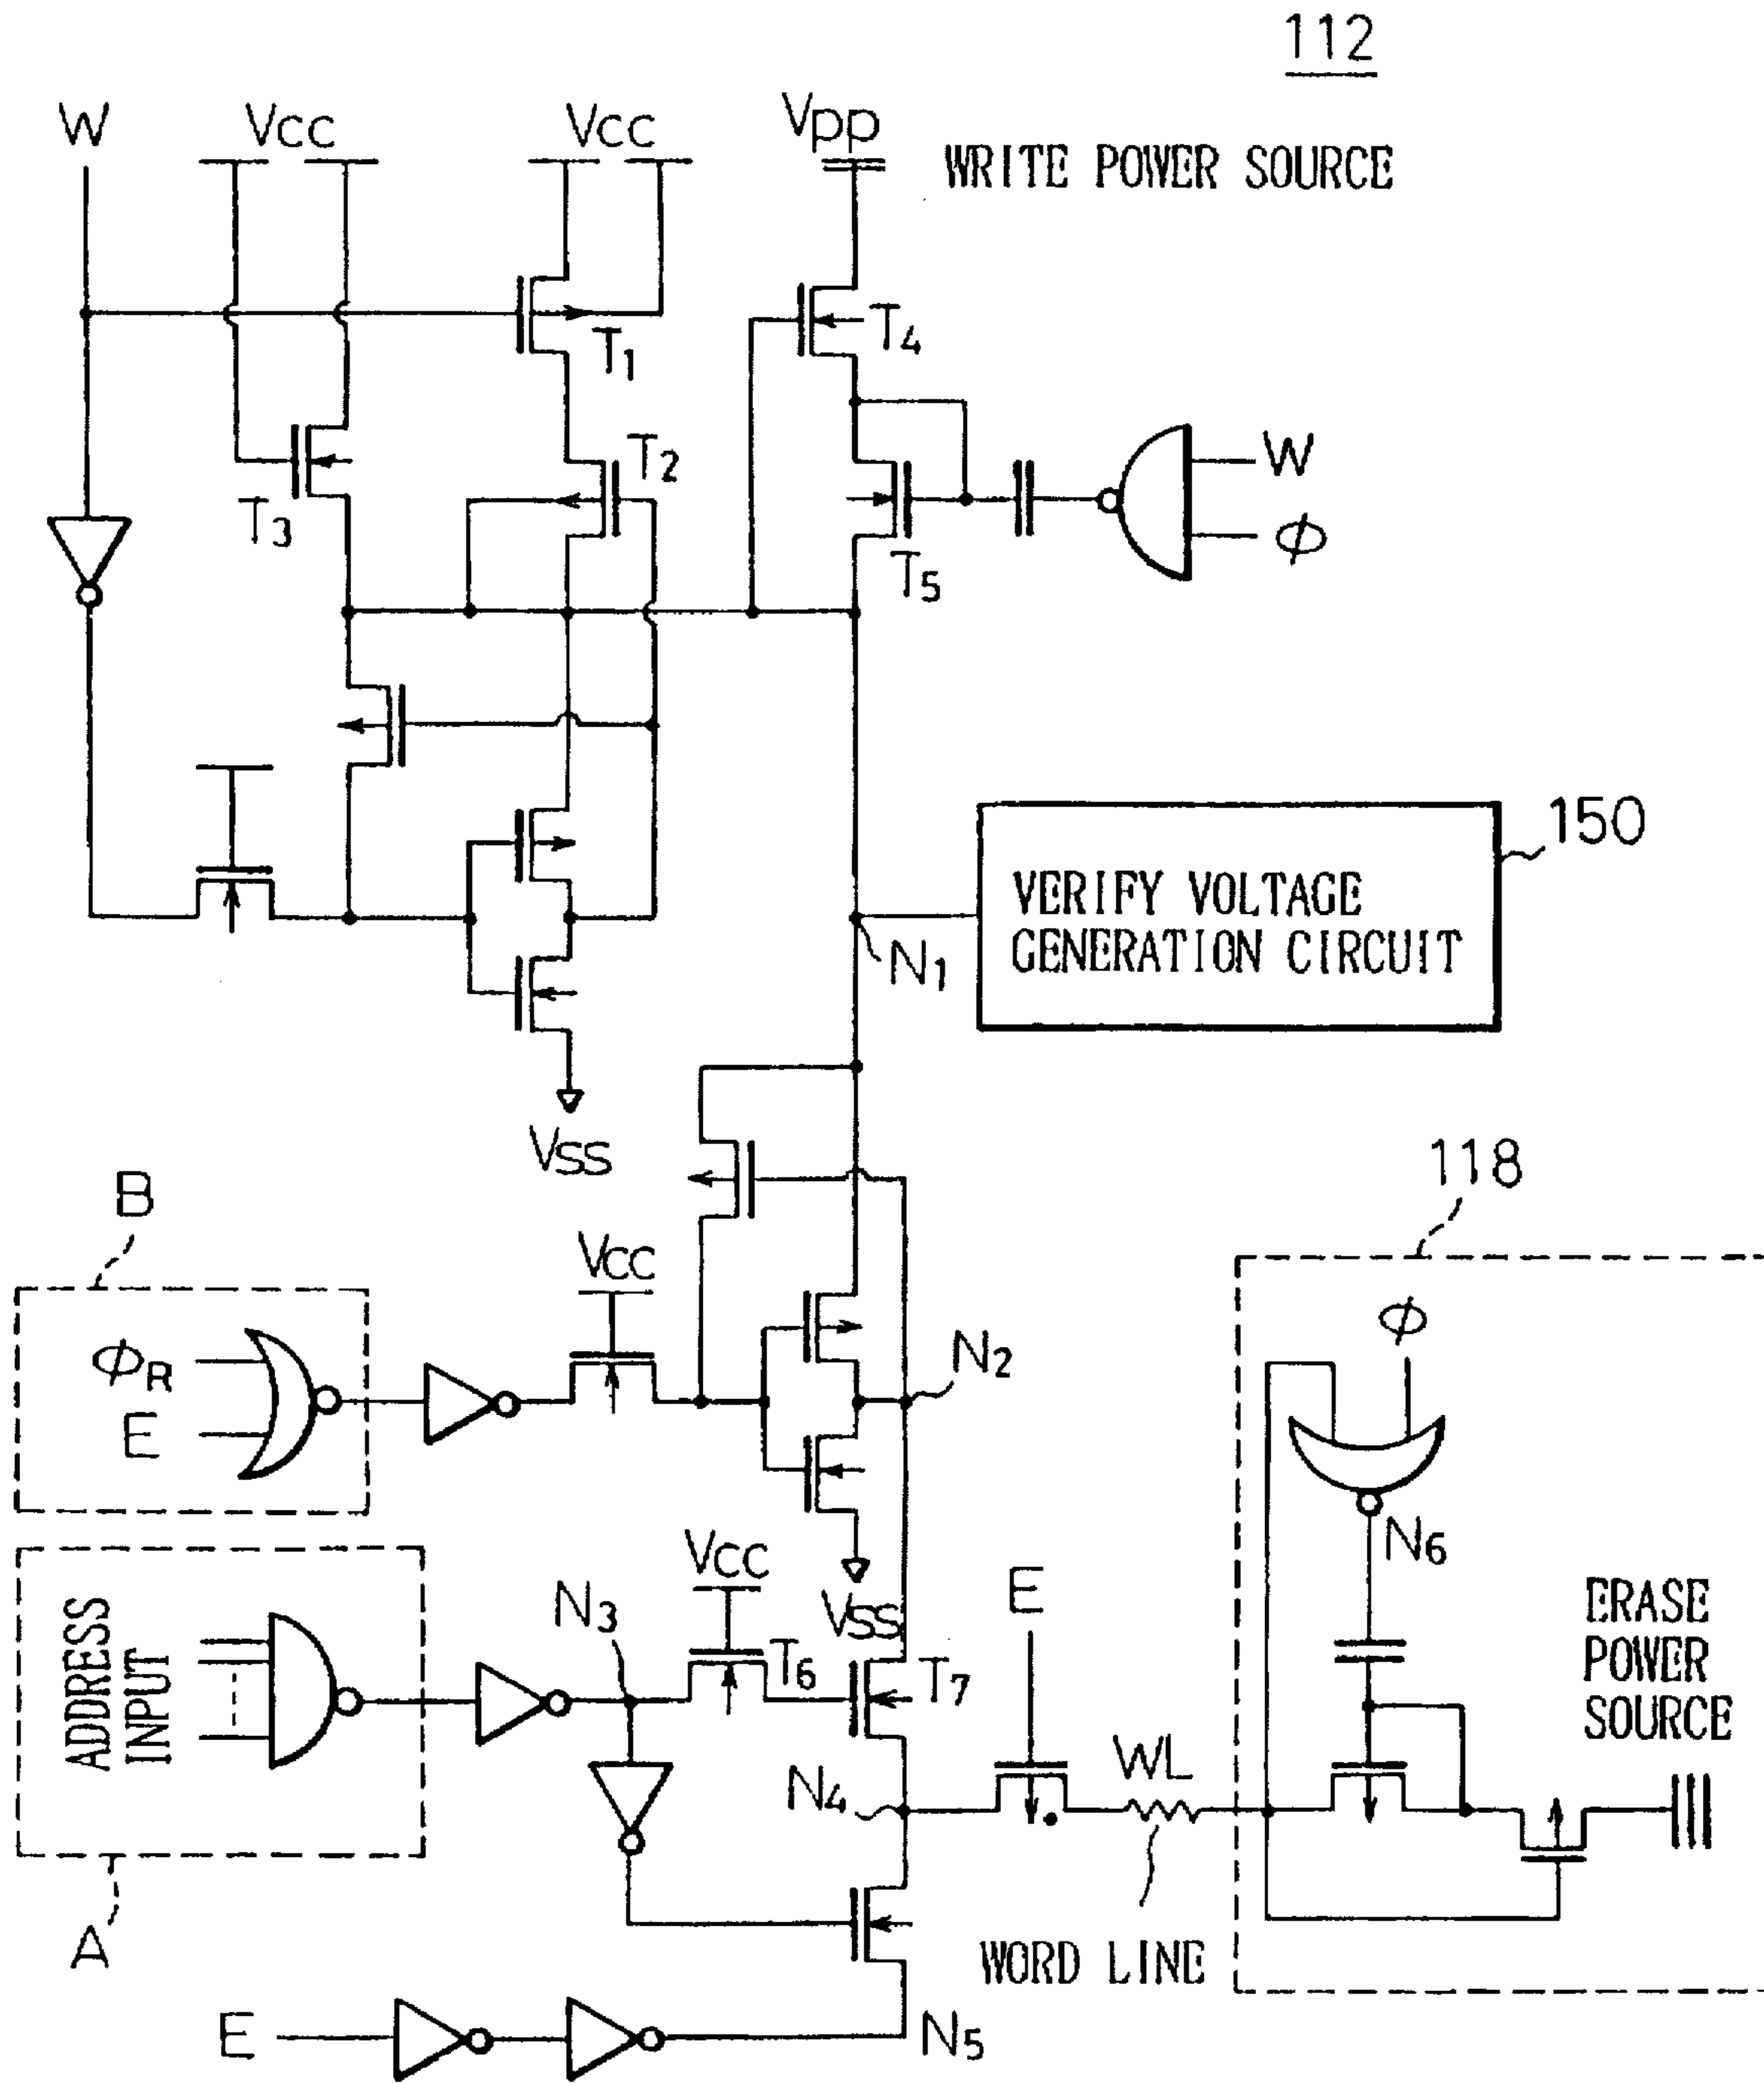 112
W
Vcc
Vcc
Vpp
WRITE POWER SOURCE
T1
T4
T2
W
T3
ϕ
T5
150
VERIFY VOLTAGE
GENERATION CIRCUIT
N1
Vss
118
B
Vcc
ϕ
ϕR
N2
E
N6
Vcc
E
Vss
N3
ADDRESS
INPUT
T6
T7
ERASE
POWER
SOURCE
WL
N4
A
WORD LINE
E
N5